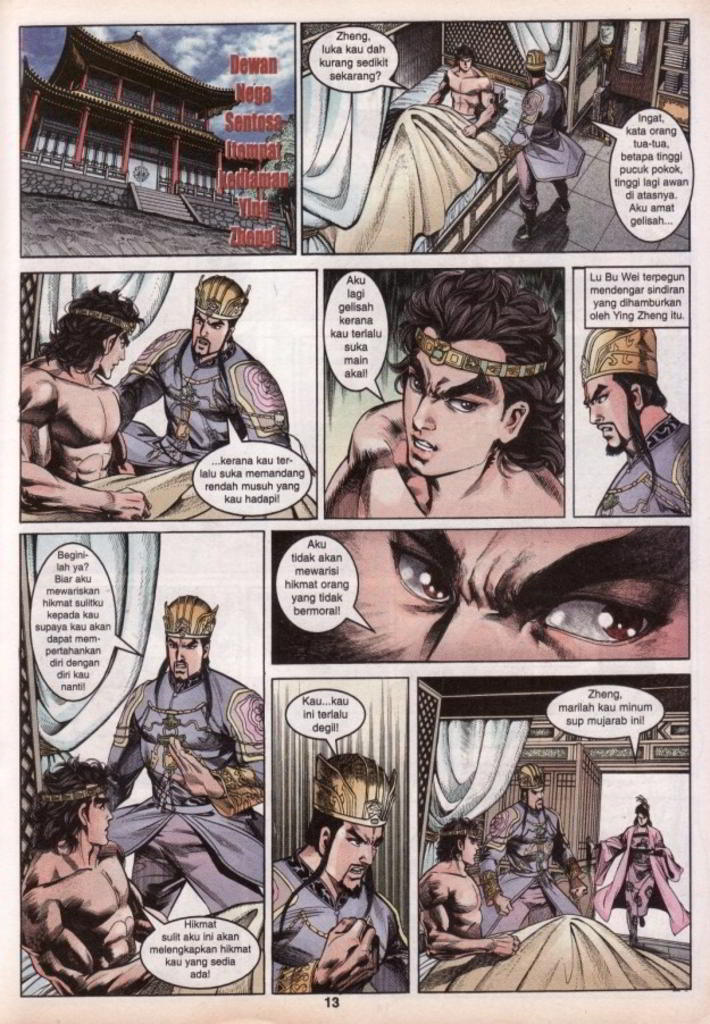 Dewan
Naga
Sentosa
(tempat
kediaman
Ying
Zheng)
Zheng,
luka kau dah
kurang sedikit
sekarang?
Ingat,
kata orang
tua-tua,
betapa tinggi
pucuk pokok,
tinggi lagi awan
di atasnya.
Aku amat
gelisah...
...kerana kau ter-
lalu suka memandang
rendah musuh yang
kau hadapi!
Aku
lagi
gelisah
kerana
kau terlalu
suka
main
akal!
Lu Bu Wei terpegun
mendengar sindiran
yang dihamburkan
oleh Ying Zheng itu.
Begini-
lah ya?
Biar aku
mewariskan
hikmat sulitku
kepada kau
supaya kau akan
dapat mem-
pertahankan
diri dengan
diri kau
nanti!
Hikmat
sulit aku ini akan
melengkapkan hikmat
kau yang sedia
ada!
Aku
tidak akan
mewarisi
hikmat orang
yang tidak
bermoral!
Kau...kau
ini terlalu
degil!
Zheng,
marilah kau minum
sup mujarab ini!
13